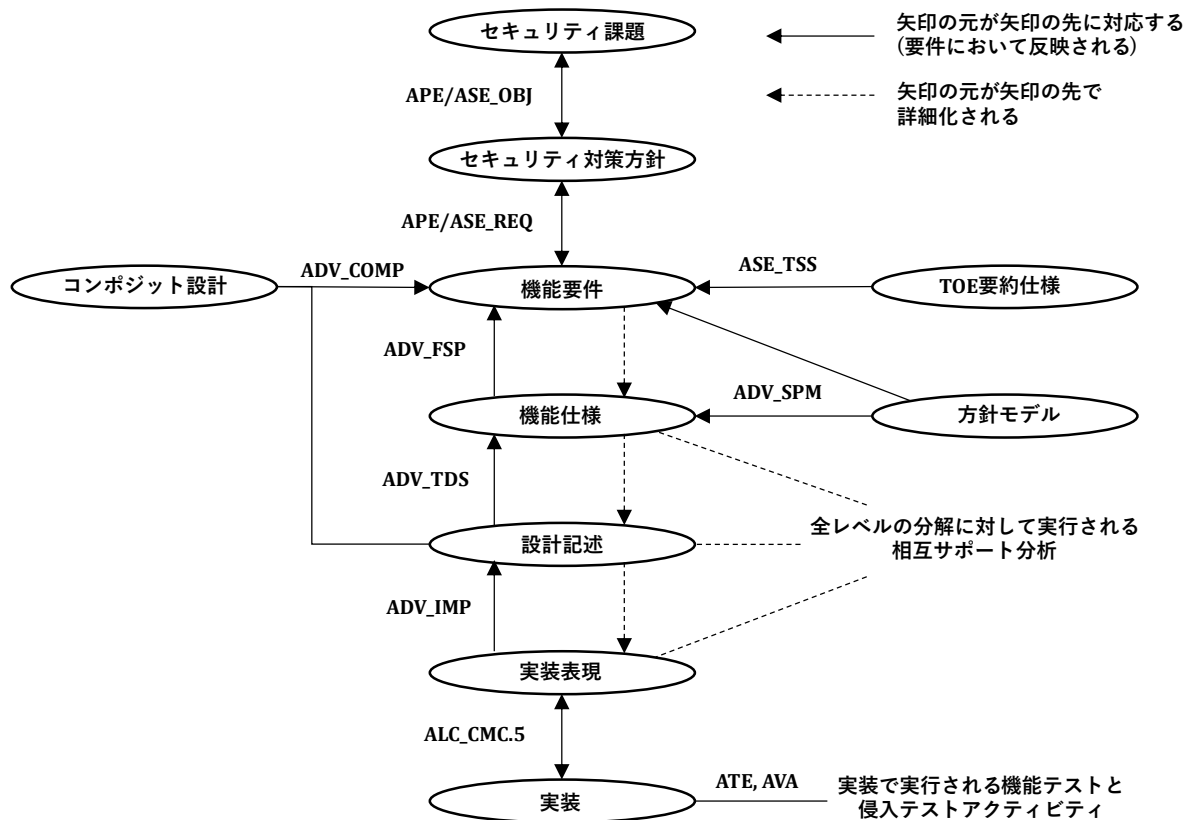 セキュリティ課題
矢印の元が矢印の先に対応する
(要件において反映される)
APE/ASE_OBJ
矢印の元が矢印の先で
詳細化される
セキュリティ対策方針
APE/ASE_REQ
ADV_COMP
ASE_TSS
コンポジット設計
機能要件
TOE要約仕様
ADV_FSP
ADV_SPM
機能仕様
方針モデル
ADV_TDS
全レベルの分解に対して実行される
相互サポート分析
設計記述
ADV_IMP
実装表現
ALC_CMC.5
ATE, AVA
実装で実行される機能テストと
侵入テストアクティビティ
実装